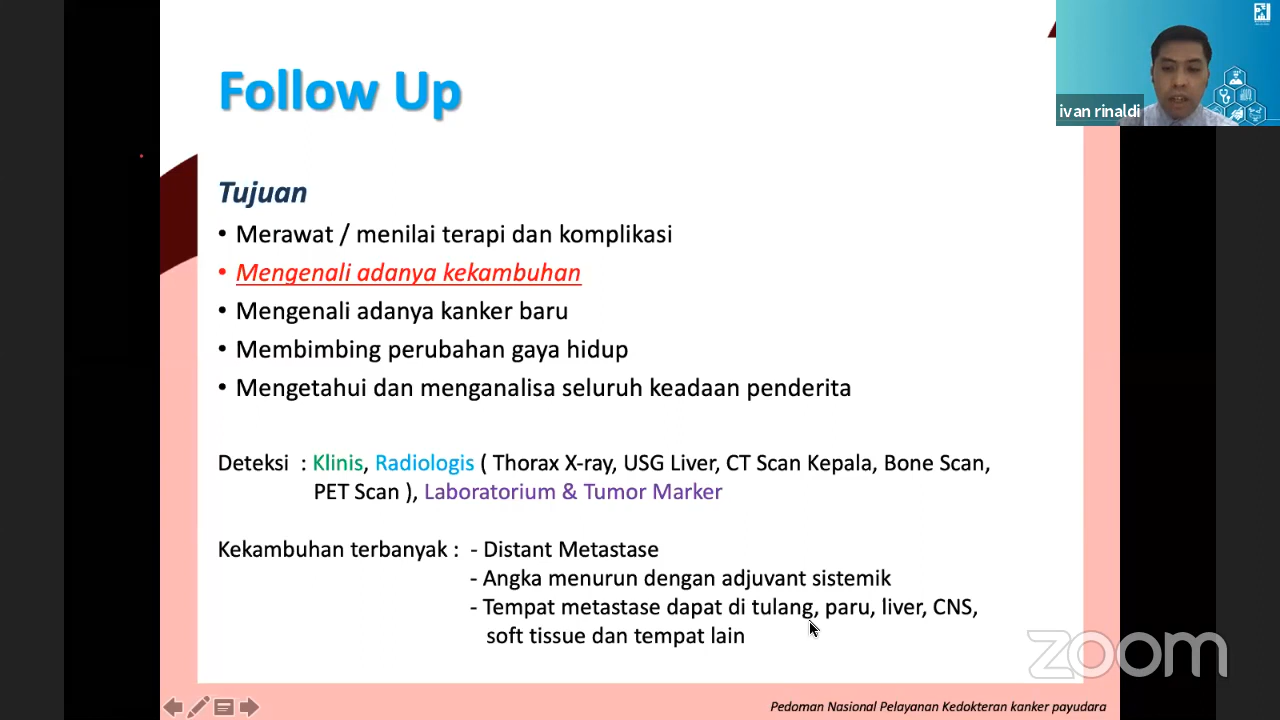 Follow Up
ivan rinaldi
Tujuan
• Merawat / menilai terapi dan komplikasi
• Mengenali adanya kekambuhan
• Mengenali adanya kanker baru
• Membimbing perubahan gaya hidup
• Mengetahui dan menganalisa seluruh keadaan penderita
Deteksi : Klinis, Radiologis ( Thorax X-ray, USG Liver, CT Scan Kepala, Bone Scan,
PET Scan ), Laboratorium & Tumor Marker
Kekambuhan terbanyak : - Distant Metastase
- Angka menurun dengan adjuvant sistemik
- Tempat metastase dapat di tulang, paru, liver, CNS,
soft tissue dan tempat lain
zoom
Pedoman Nasional Pelayanan Kedokteran kanker payudara